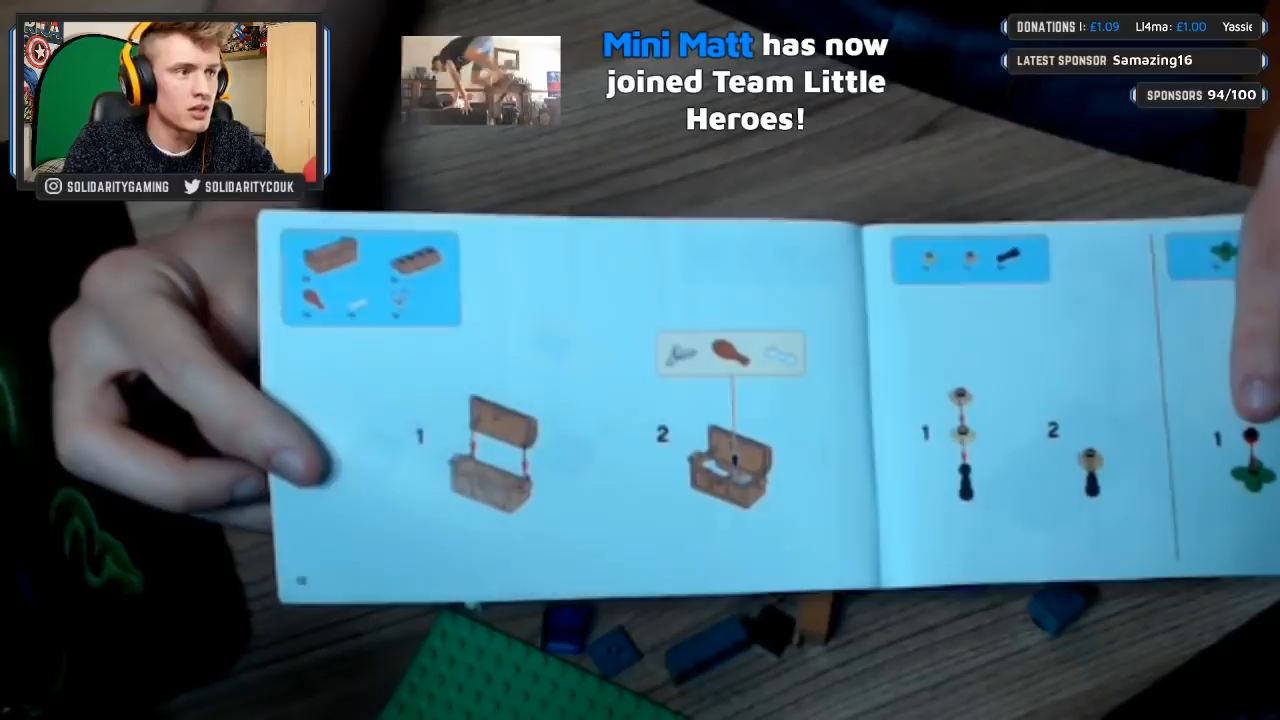 DONATIONS
I: £1.09 Ll4ma: £1.00 Yassie
LATEST SPONSOR Samazing16
SPONSORS 94/100
Mini Matt has now
joined Team Little
Heroes!
SOLIDARITYGAMING SOLIDARITYCOUK
1
2
1
2
1